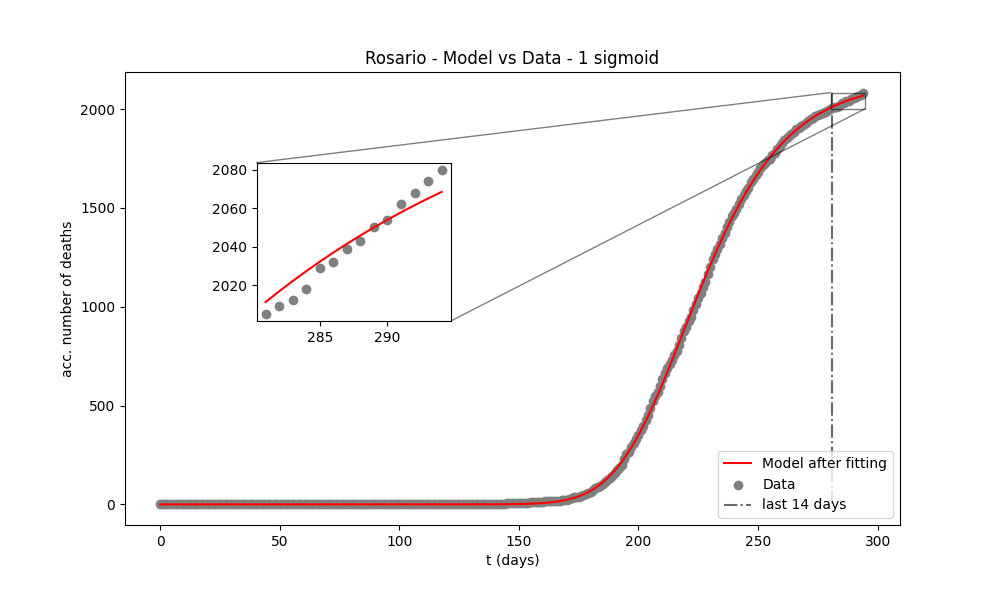 Rosario - Model vs Data - 1 sigmoid
acc. number of deaths
2000
1500
1000
500
0
2080
2060
2040
2020
285 290
Model after fitting
Data
last 14 days
0 50 100 150 200 250 300
t (days)